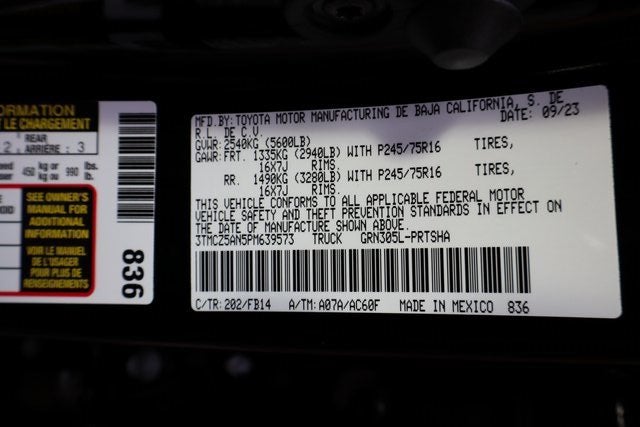 ORMATION
T LE CHARGEMENT
2. REAR
ARRIÈRE : 3
450 kg or ou 990 lbs. lb.
SEE OWNER'S
MANUAL FOR
ADDITIONAL
INFORMATION
VOIR LE MANUEL
DE L'USAGER
POUR PLUS DE
RENSEIGNEMENTS
836
MFD.BY:TOYOTA MOTOR MANUFACTURING DE BAJA CALIFORNIA, S. DE
R.L. DE C.V. DATE: 09/23
GVWR:2540KG (5600LB)
GAWR:FRT. 1335KG (2940LB) WITH P245/75R16 TIRES,
16X7J RIMS.
RR. 1490KG (3280LB) WITH P245/75R16 TIRES,
16X7J RIMS.
THIS VEHICLE CONFORMS TO ALL APPLICABLE FEDERAL MOTOR
VEHICLE SAFETY AND THEFT PREVENTION STANDARDS IN EFFECT ON
THE DATE OF MANUFACTURE SHOWN ABOVE.
3TMCZ5AN5PM639573 TRUCK GRN305L-PRTSHA
C/TR:202/FB14 A/TM:A07A/AC60F MADE IN MEXICO 836